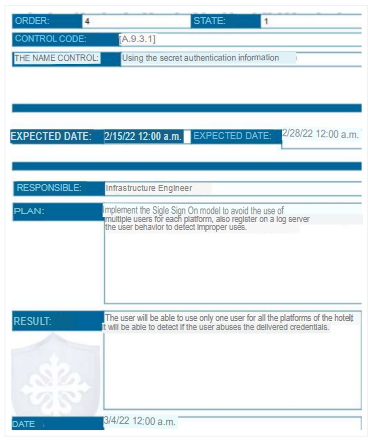 ORDER: 4 STATE: 1
CONTROL CODE: [A.9.3.1]
THE NAME CONTROL: Using the secret authentication information
EXPECTED DATE: 2/15/22 12:00 a.m. EXPECTED DATE: 2/28/22 12:00 a.m.
RESPONSIBLE: Infrastructure Engineer
PLAN: Implement the Sigle Sign On model to avoid the use of
multiple users for each platform, also register on a log server
the user behavior to detect improper uses.
RESULT: The user will be able to use only one user for all the platforms of the hotel;
it will be able to detect if the user abuses the delivered credentials.
DATE 3/4/22 12:00 a.m.